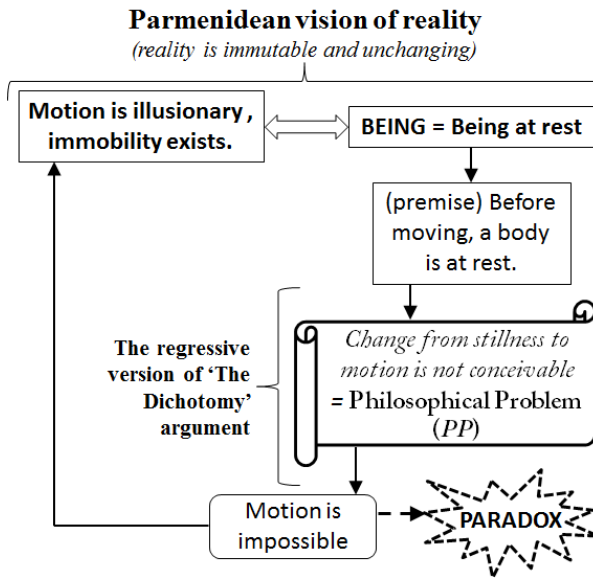 Parmenidean vision of reality
(reality is immutable and unchanging)
Motion is illusionary ,
immobility exists.
BEING = Being at rest
(premise) Before
moving, a body
is at rest.
The regressive
version of ‘The
Dichotomy’
argument
Change from stillness to
motion is not conceivable
= Philosophical Problem
(PP)
Motion is
impossible
PARADOX